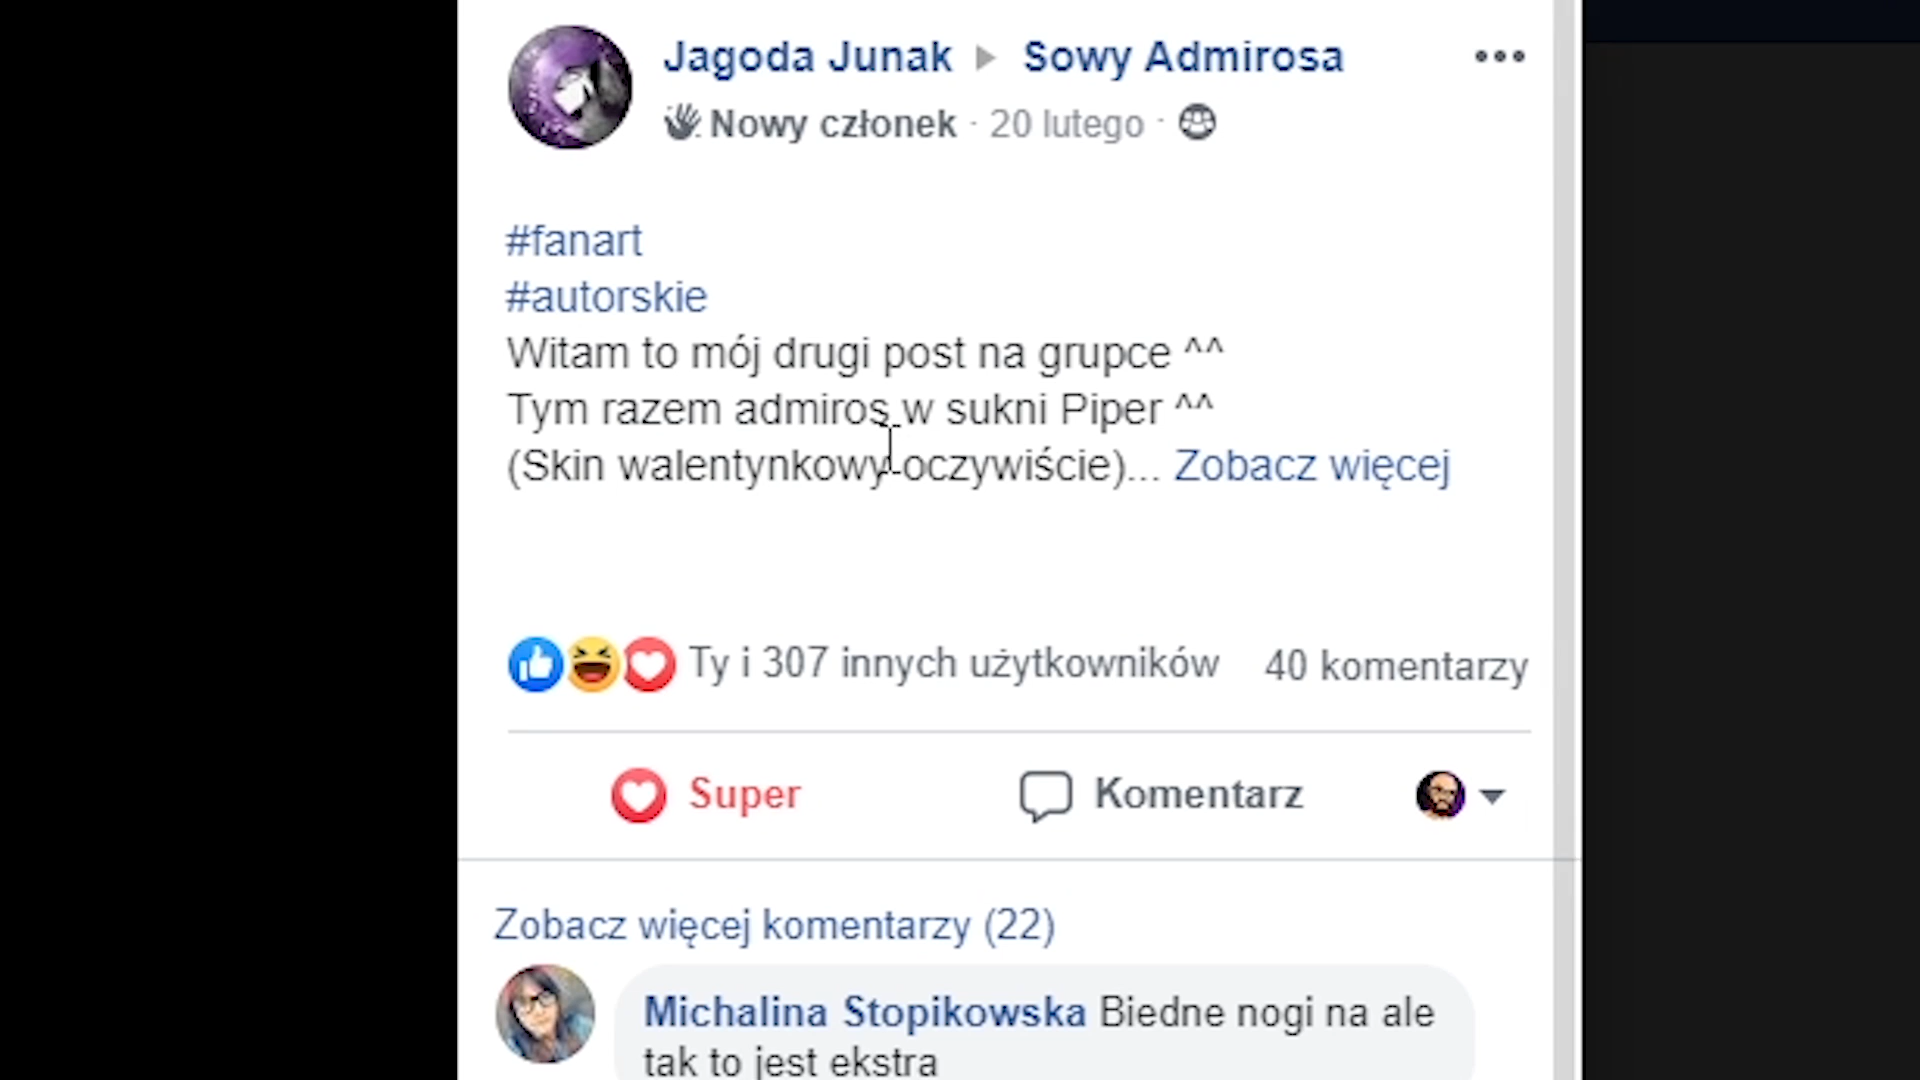 Jagoda Junak ▸ Sowy Admirosa
Nowy członek · 20 lutego ·
#fanart
#autorskie
Witam to mój drugi post na grupce ^^
Tym razem admiros w sukni Piper ^^
(Skin walentynkowy oczywiście)... Zobacz więcej
Ty i 307 innych użytkowników 40 komentarzy
Super Komentarz
Zobacz więcej komentarzy (22)
Michalina Stopikowska Biedne nogi na ale
tak to jest ekstra